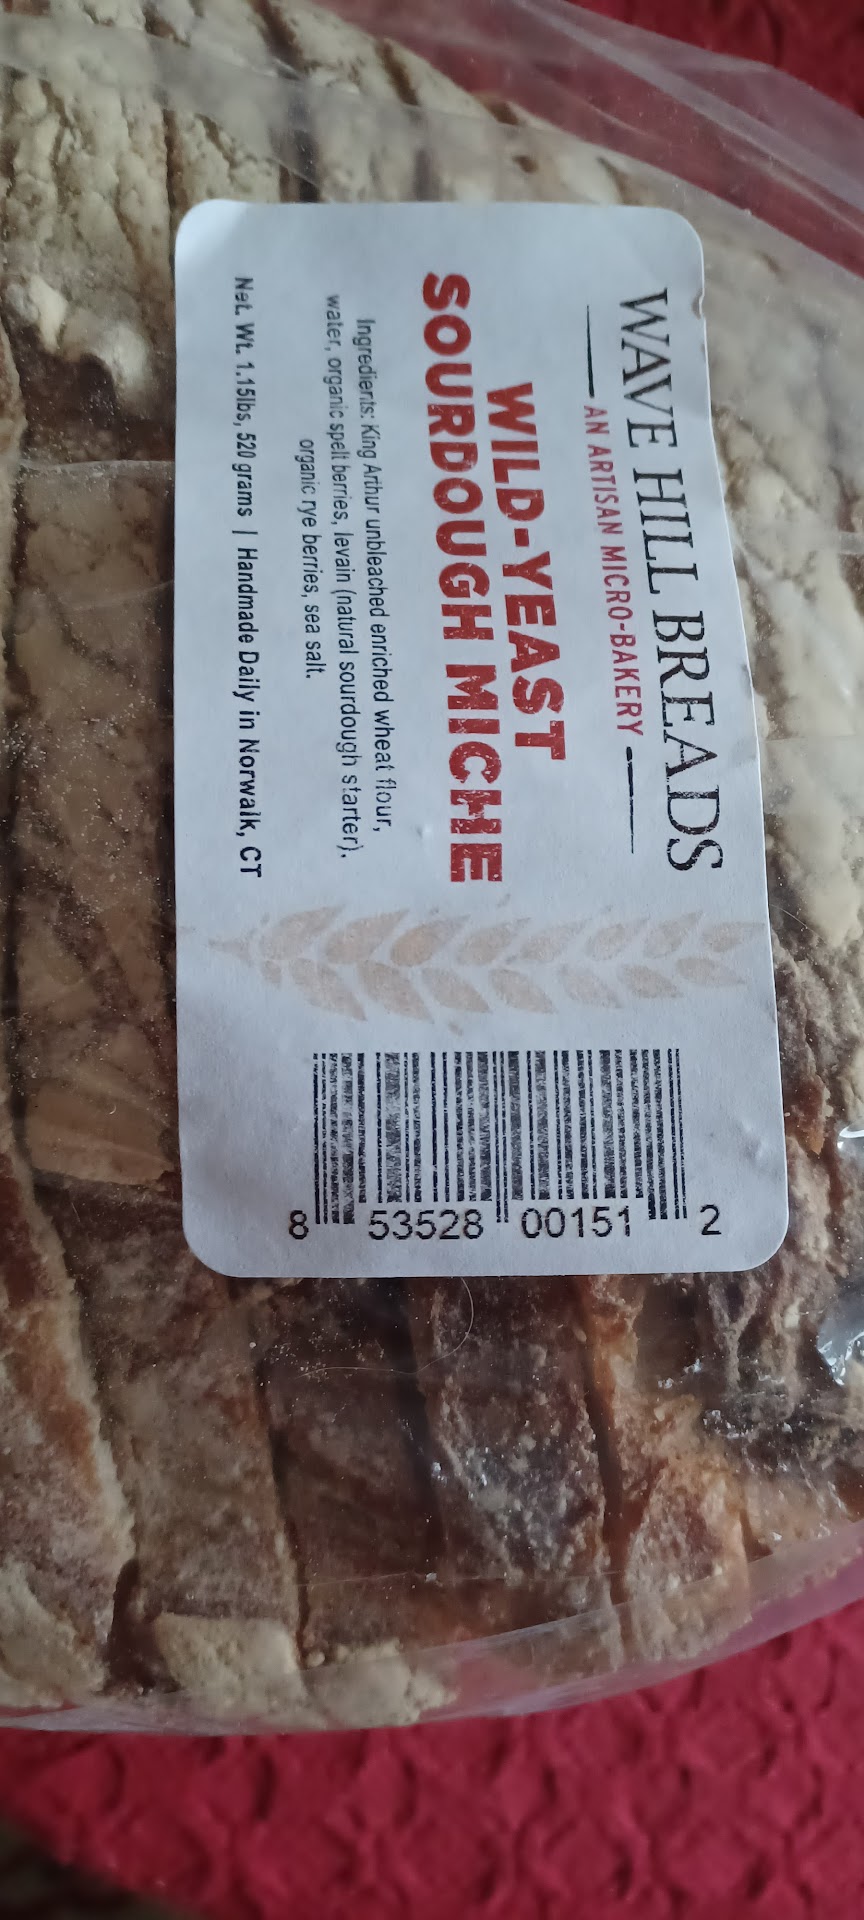 WAVE HILL BREADS
AN ARTISAN MICRO-BAKERY
WILD-YEAST
SOURDOUGH MICHE
Ingredients: King Arthur unbleached enriched wheat flour,
water, organic spelt berries, levain (natural sourdough starter),
organic rye berries, sea salt.
Net. Wt. 1.15lbs, 520 grams | Handmade Daily in Norwalk, CT
8 53528 00151 2